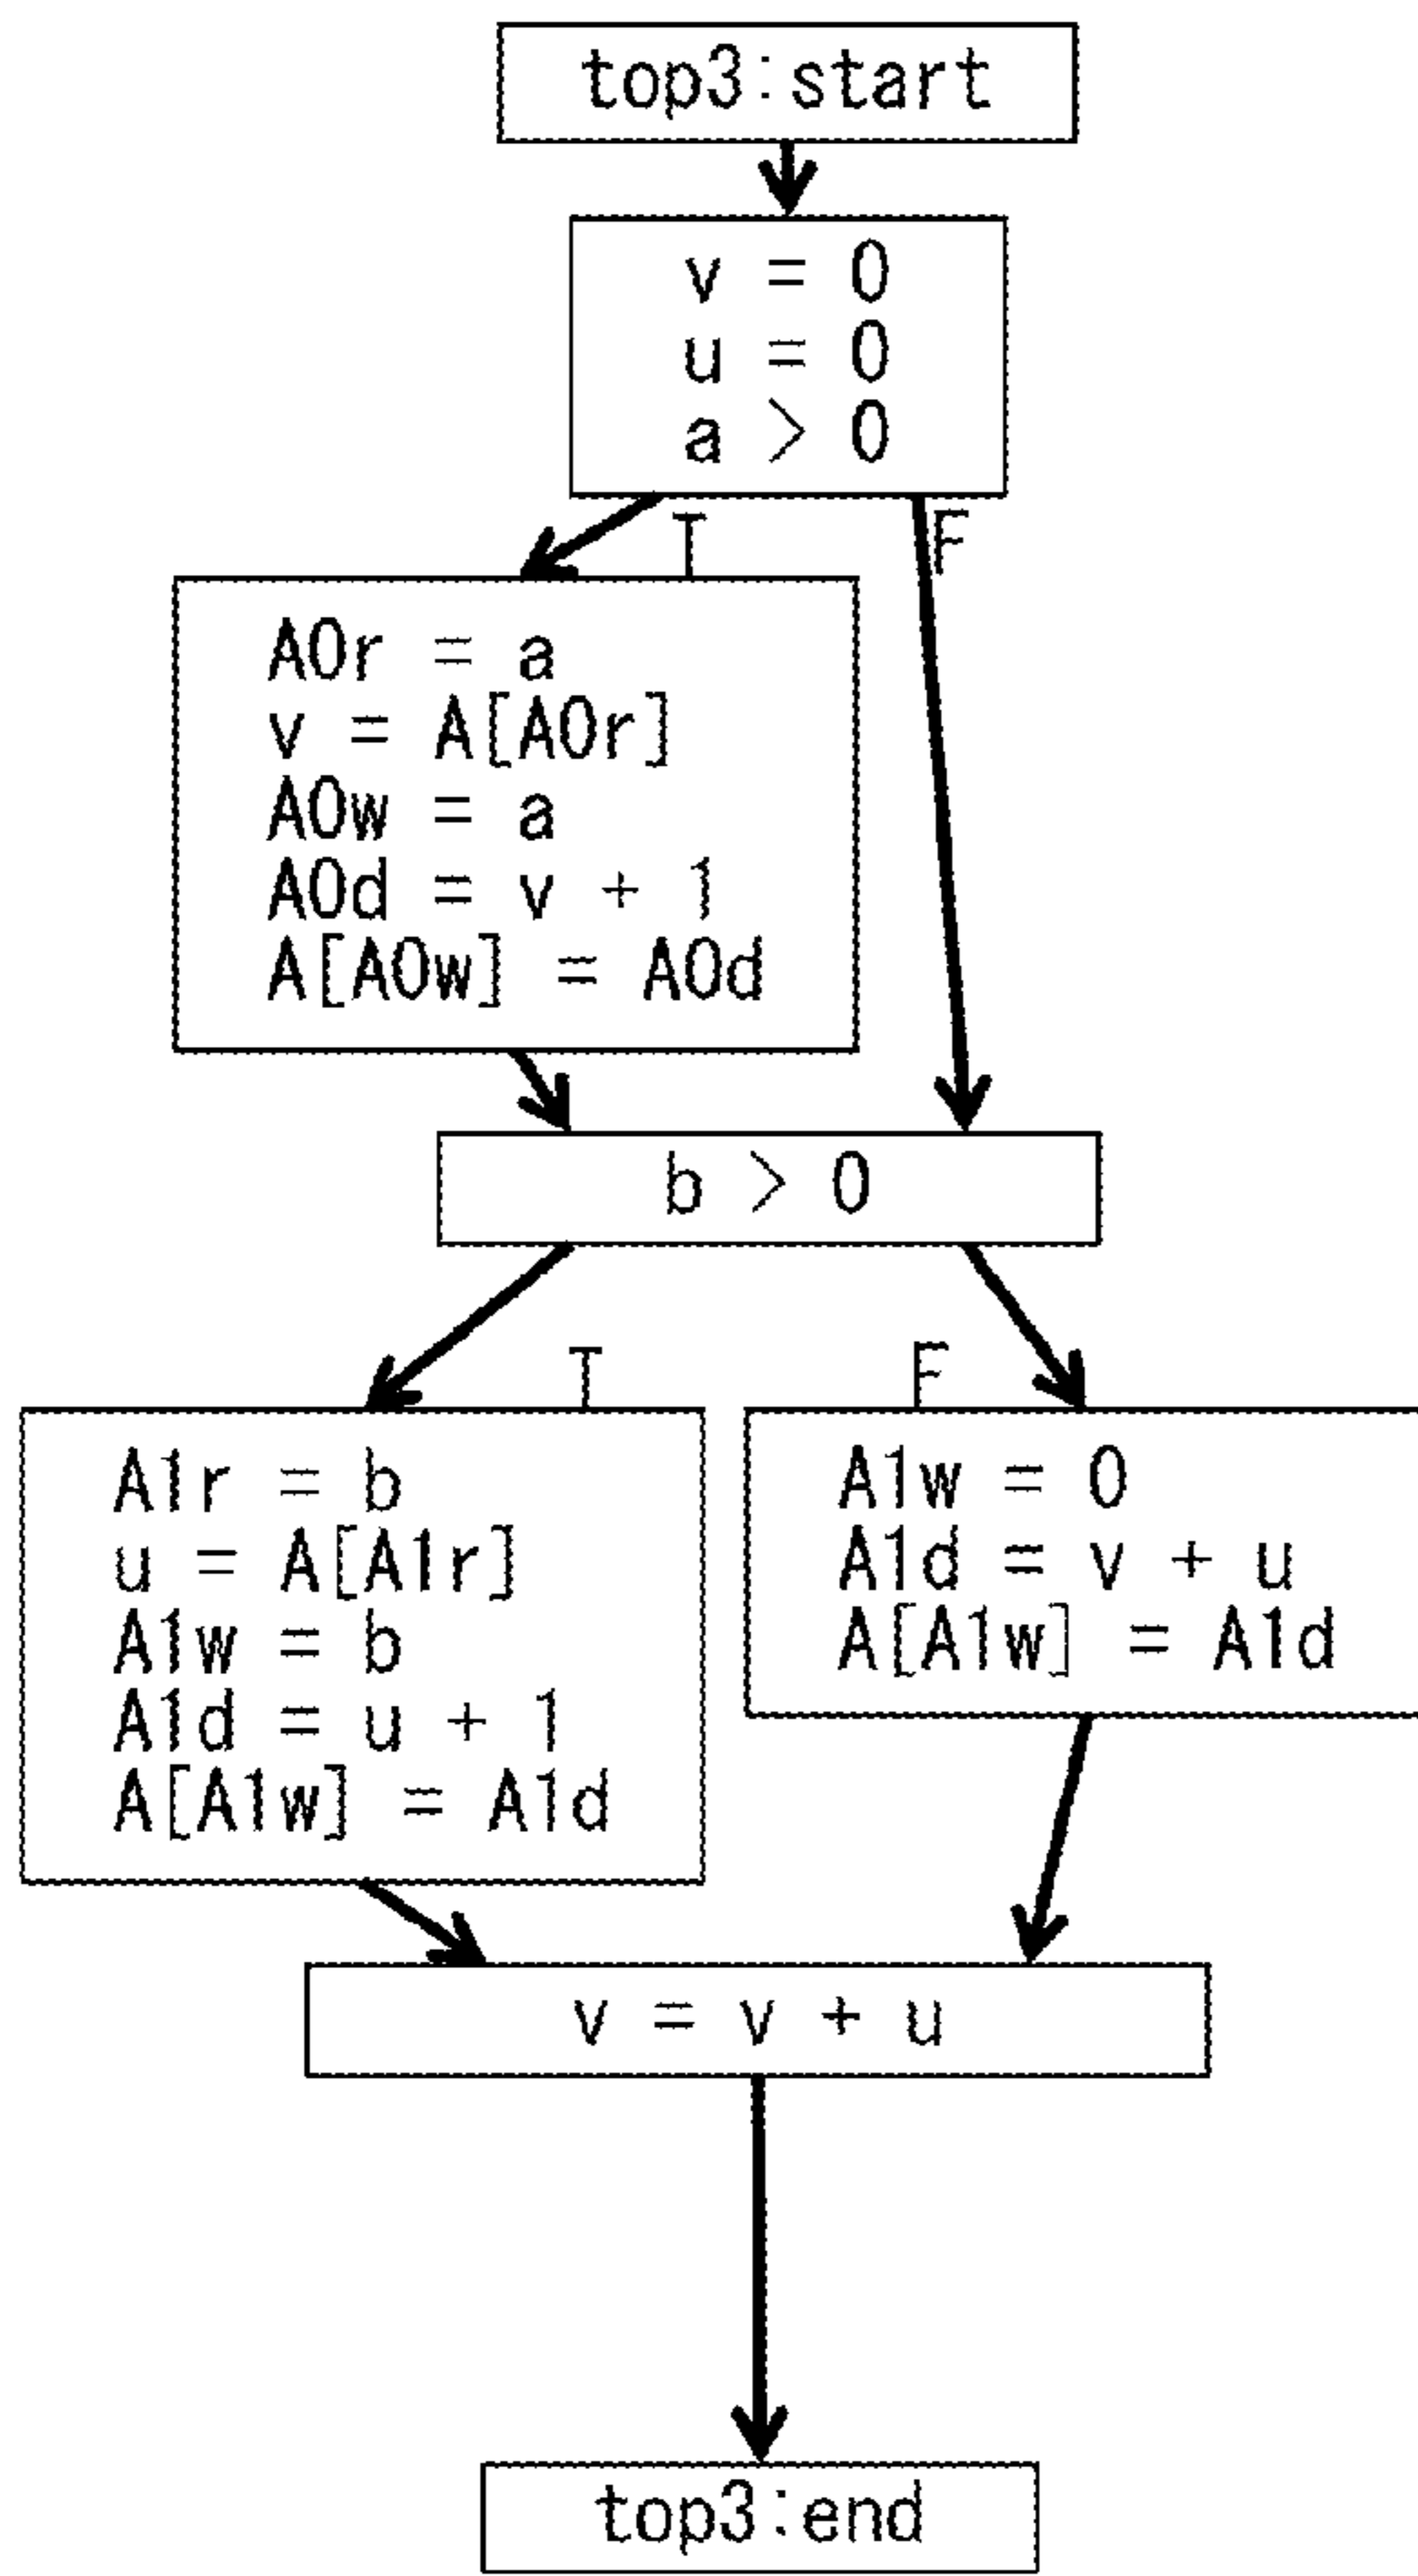 top3:start
v = 0
u = 0
a > 0
T
F
A0r = a
v = A[A0r]
A0w = a
A0d = v + 1
A[A0w] = A0d
b > 0
T
F
A1r = b
u = A[A1r]
A1w = b
A1d = u + 1
A[A1w] = A1d
A1w = 0
A1d = v + u
A[A1w] = A1d
v = v + u
top3:end